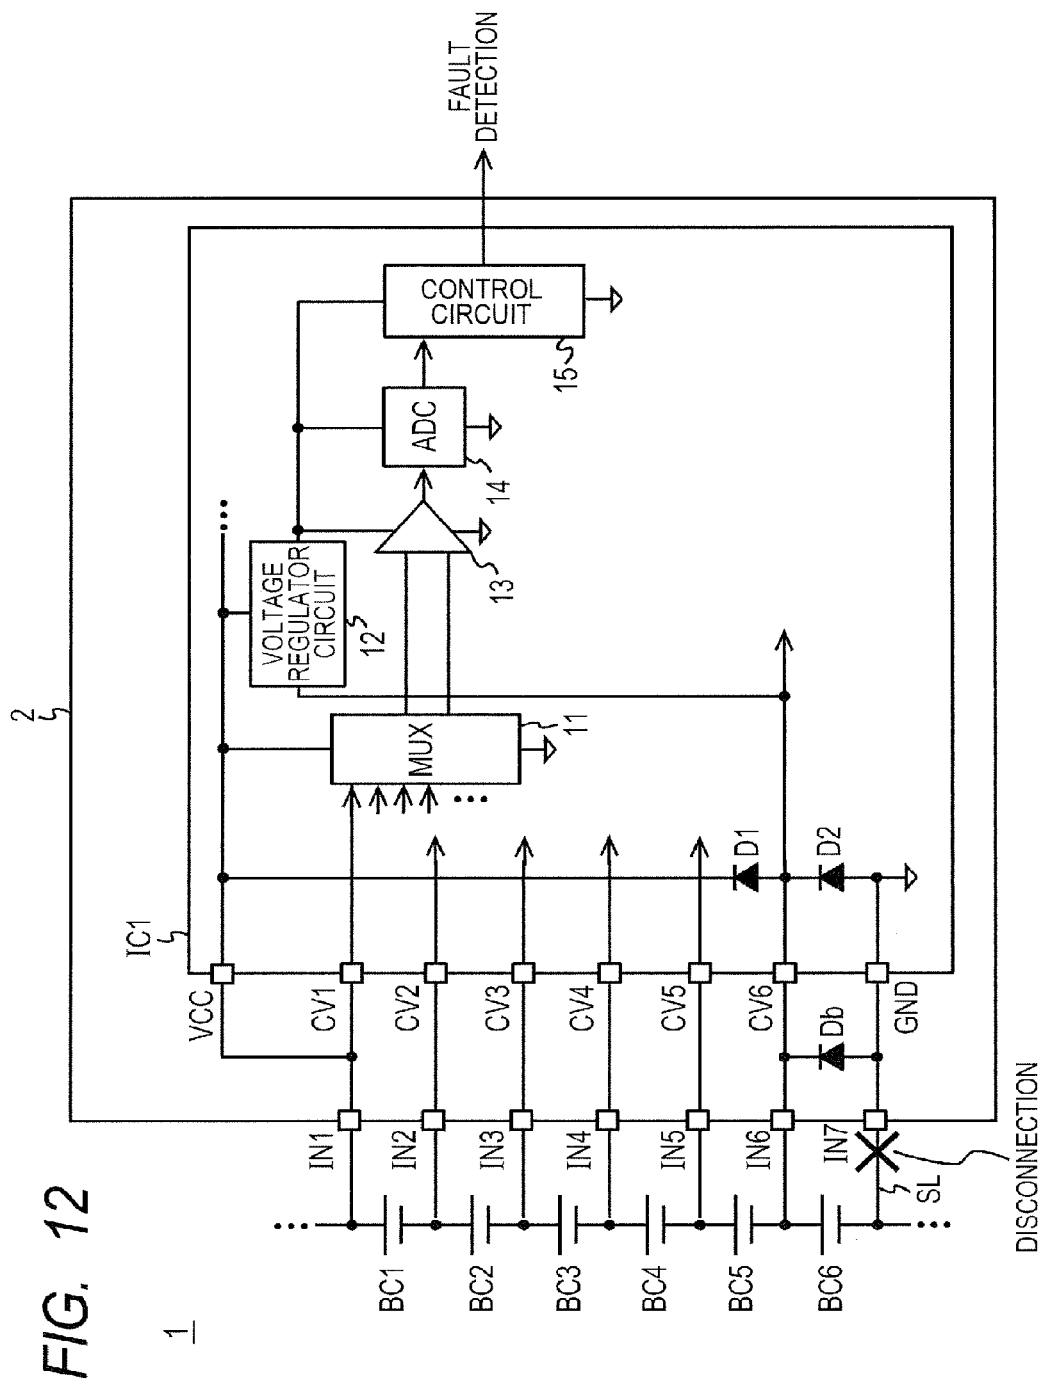 FIG. 12
1
2
IC1
VCC
CV1
CV2
CV3
CV4
CV5
CV6
GND
IN1
IN2
IN3
IN4
IN5
IN6
IN7
BC1
BC2
BC3
BC4
BC5
BC6
SL
DISCONNECTION
Db
D1
D2
MUX
11
VOLTAGE
REGULATOR
CIRCUIT
12
13
ADC
14
CONTROL
CIRCUIT
15
FAULT
DETECTION